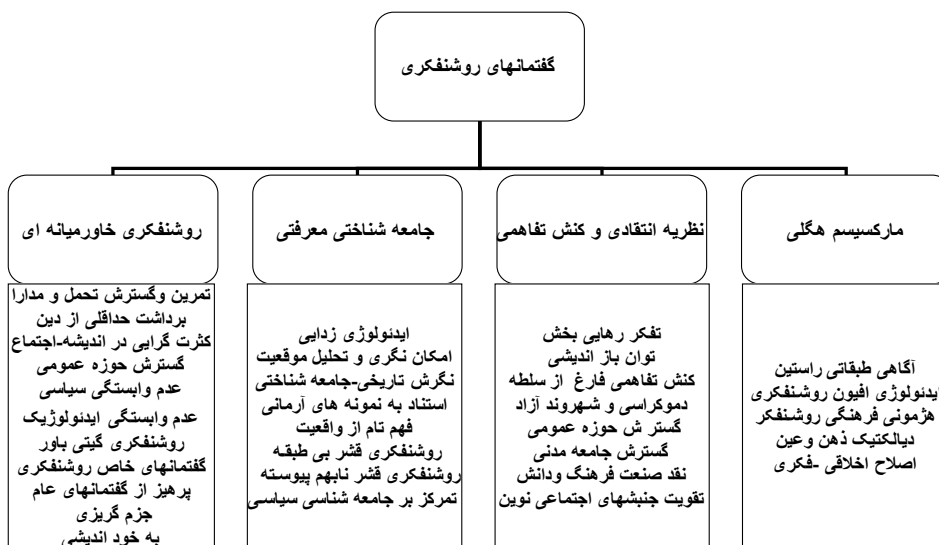 گفتمانهای روشنفکری
مارکسیسم هگلی
نظریه انتقادی و کنش تفاهمی
جامعه شناختی معرفتی
روشنفکری خاورمیانه ای
آگاهی طبقاتی راستین
ایدئولوژی افیون روشنفکری
هژمونی فرهنگی روشنفکر
دیالکتیک ذهن وعین
اصلاح اخلاقی -فکری
تفکر رهایی بخش
توان باز اندیشی
کنش تفاهمی فارغ از سلطه
دموکراسی و شهروند آزاد
گستر ش حوزه عمومی
گسترش جامعه مدنی
نقد صنعت فرهنگ ودانش
تقویت جنبشهای اجتماعی نوین
ایدئولوژی زدایی
امکان نگری و تحلیل موقعیت
نگرش تاریخی-جامعه شناختی
استناد به نمونه های آرمانی
فهم تام از واقعیت
روشنفکری قشر بی طبقه
روشنفکری قشر نابهم پیوسته
تمرکز بر جامعه شناسی سیاسی
تمرین وگسترش تحمل و مدارا
برداشت حداقلی از دین
کثرت گرایی در اندیشه-اجتماع
گسترش حوزه عمومی
عدم وابستگی سیاسی
عدم وابستگی ایدئولوژیک
روشنفکری گیتی باور
گفتمانهای خاص روشنفکری
پرهیز از گفتمانهای عام
جزم گریزی
به خود اندیشی